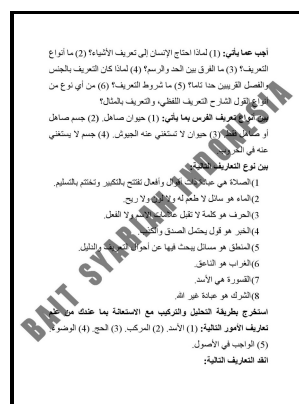 أجب عما يأتي: (1) لماذا احتاج الإنسان إلى تعريف الأشياء؟ (2) ما أنواع
التعريف؟ (3) ما الفرق بين الحد والرسم؟ (4) لماذا كان التعريف بالجنس
والفصل القريبين حدا تاما؟ (5) ما شروط التعريف؟ (6) من أي نوع من
أنواع القول الشارح التعريف اللفظي، والتعريف بالمثال؟
بين أنواع تعريف الفرس بما يأتي: (1) حيوان صاهل. (2) جسم صاهل
أو صاهل فقط. (3) حيوان لا تستغني عنه الجيوش. (4) جسم لا يستغني
عنه في الحروب.
بين نوع التعاريف التالية:
1) الصلاة هي عبادة ذات أقوال وأفعال تفتتح بالتكبير وتختتم بالتسليم.
2) الماء هو سائل لا طعم له ولا لون ولا ريح.
3) الحرف هو كلمة لا تقبل علامات الاسم ولا الفعل.
4) الخبر هو قول يحتمل الصدق والكذب.
5) المنطق هو مسائل يبحث فيها عن أحوال التعريف والدليل.
6) الغراب هو الناعق.
7) القسورة هي الأسد.
8) الشرك هو عبادة غير الله.
استخرج بطريقة التحليل والتركيب مع الاستعانة بما عندك من علم
تعاريف الأمور التالية: (1) الأسد. (2) المركب. (3) الحج. (4) الوضوء.
(5) الواجب في الأصول.
انقد التعاريف التالية:
BAIT SYARIAH INDONESIA